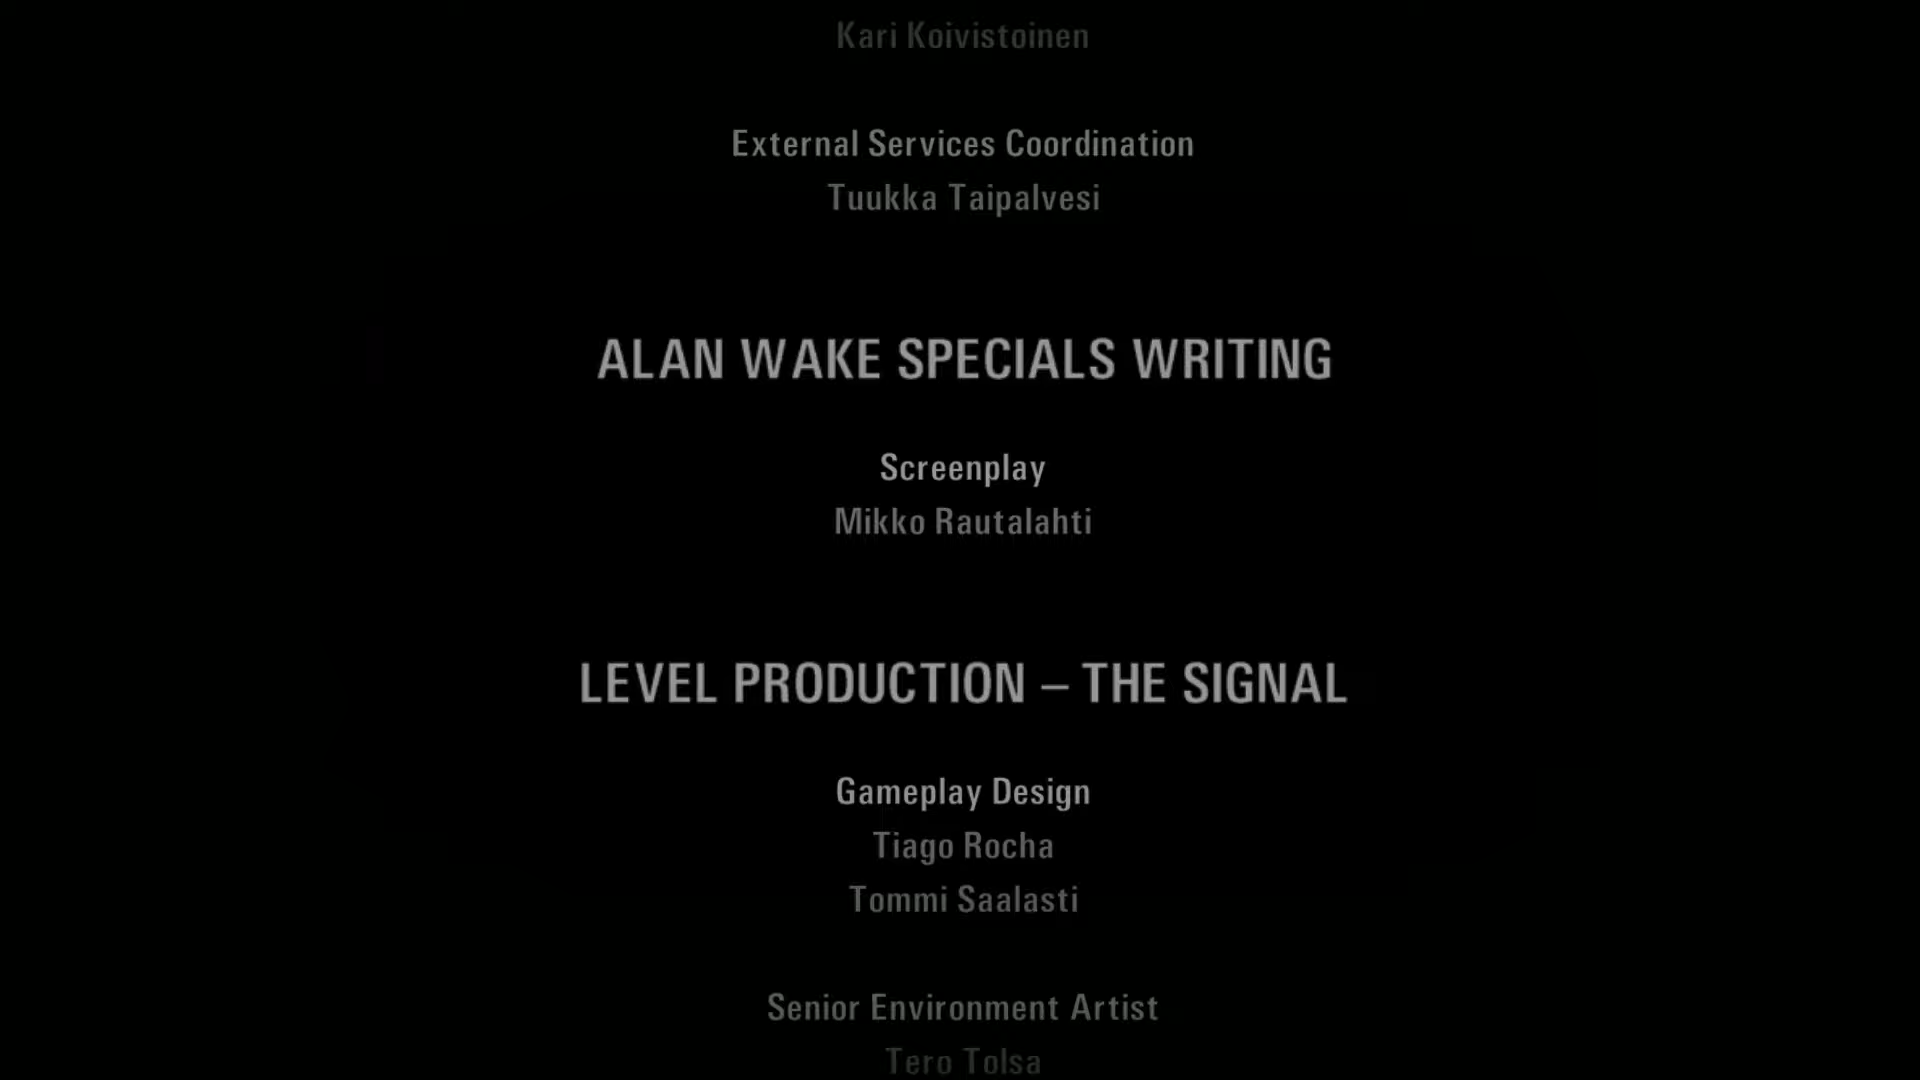 Kari Koivistoinen
External Services Coordination
Tuukka Taipalvesi
ALAN WAKE SPECIALS WRITING
Screenplay
Mikko Rautalahti
LEVEL PRODUCTION – THE SIGNAL
Gameplay Design
Tiago Rocha
Tommi Saalasti
Senior Environment Artist
Tero Tolsa